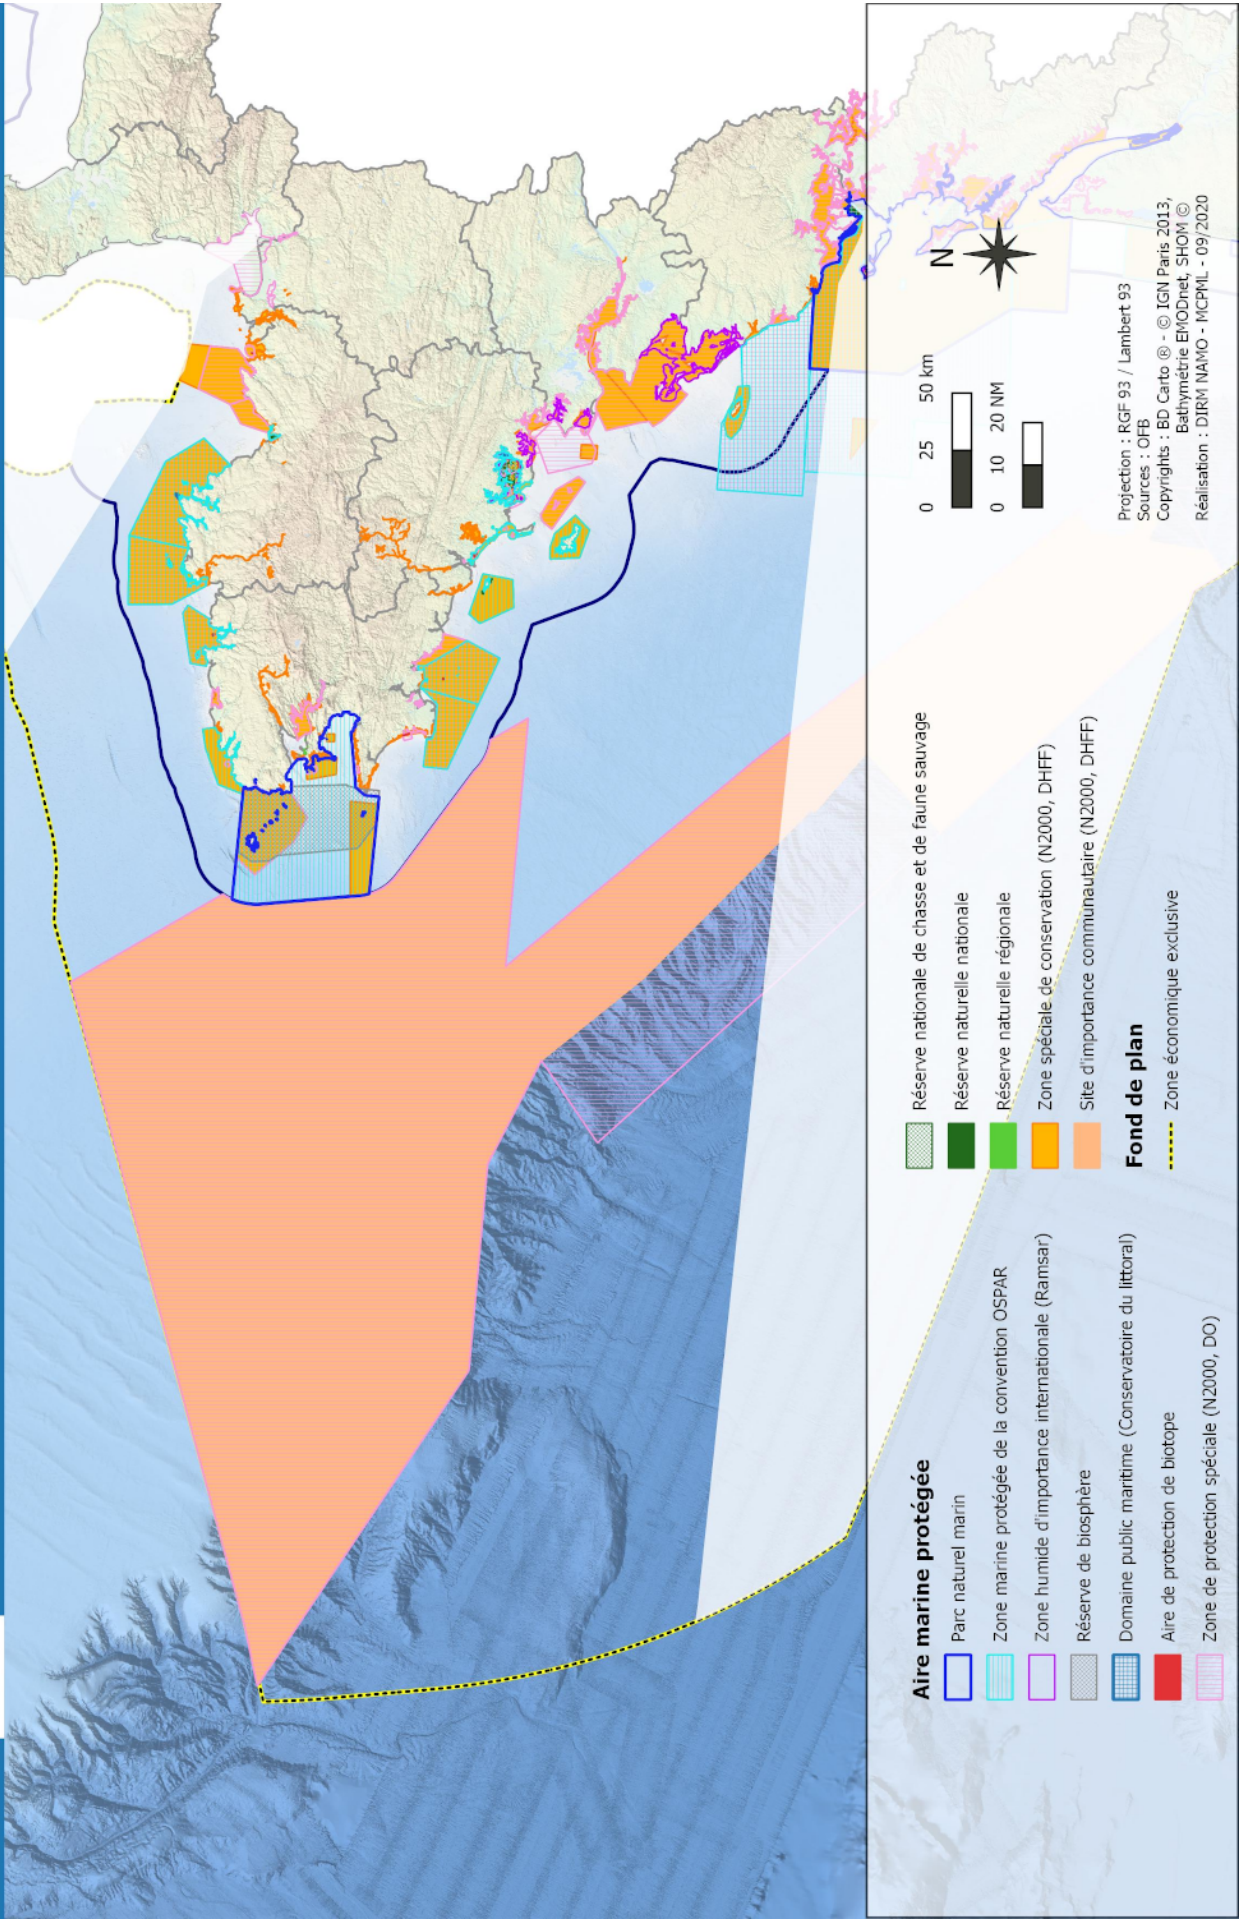 Aire marine protégée
Parc naturel marin
Zone marine protégée de la convention OSPAR
Zone humide d'importance internationale (Ramsar)
Réserve de biosphère
Domaine public maritime (Conservatoire du littoral)
Aire de protection de biotope
Zone de protection spéciale (N2000, DO)
Réserve nationale de chasse et de faune sauvage
Réserve naturelle nationale
Réserve naturelle régionale
Zone spéciale de conservation (N2000, DHFF)
Site d'importance communautaire (N2000, DHFF)
Fond de plan
Zone économique exclusive
N
0 25 50 km
0 10 20 NM
Projection : RGF 93 / Lambert 93
Sources : OFB
Copyrights : BD Carto ® - © IGN Paris 2013,
Bathymétrie EMODnet, SHOM ©
Réalisation : DIRM NAMO - MCPML - 09/2020